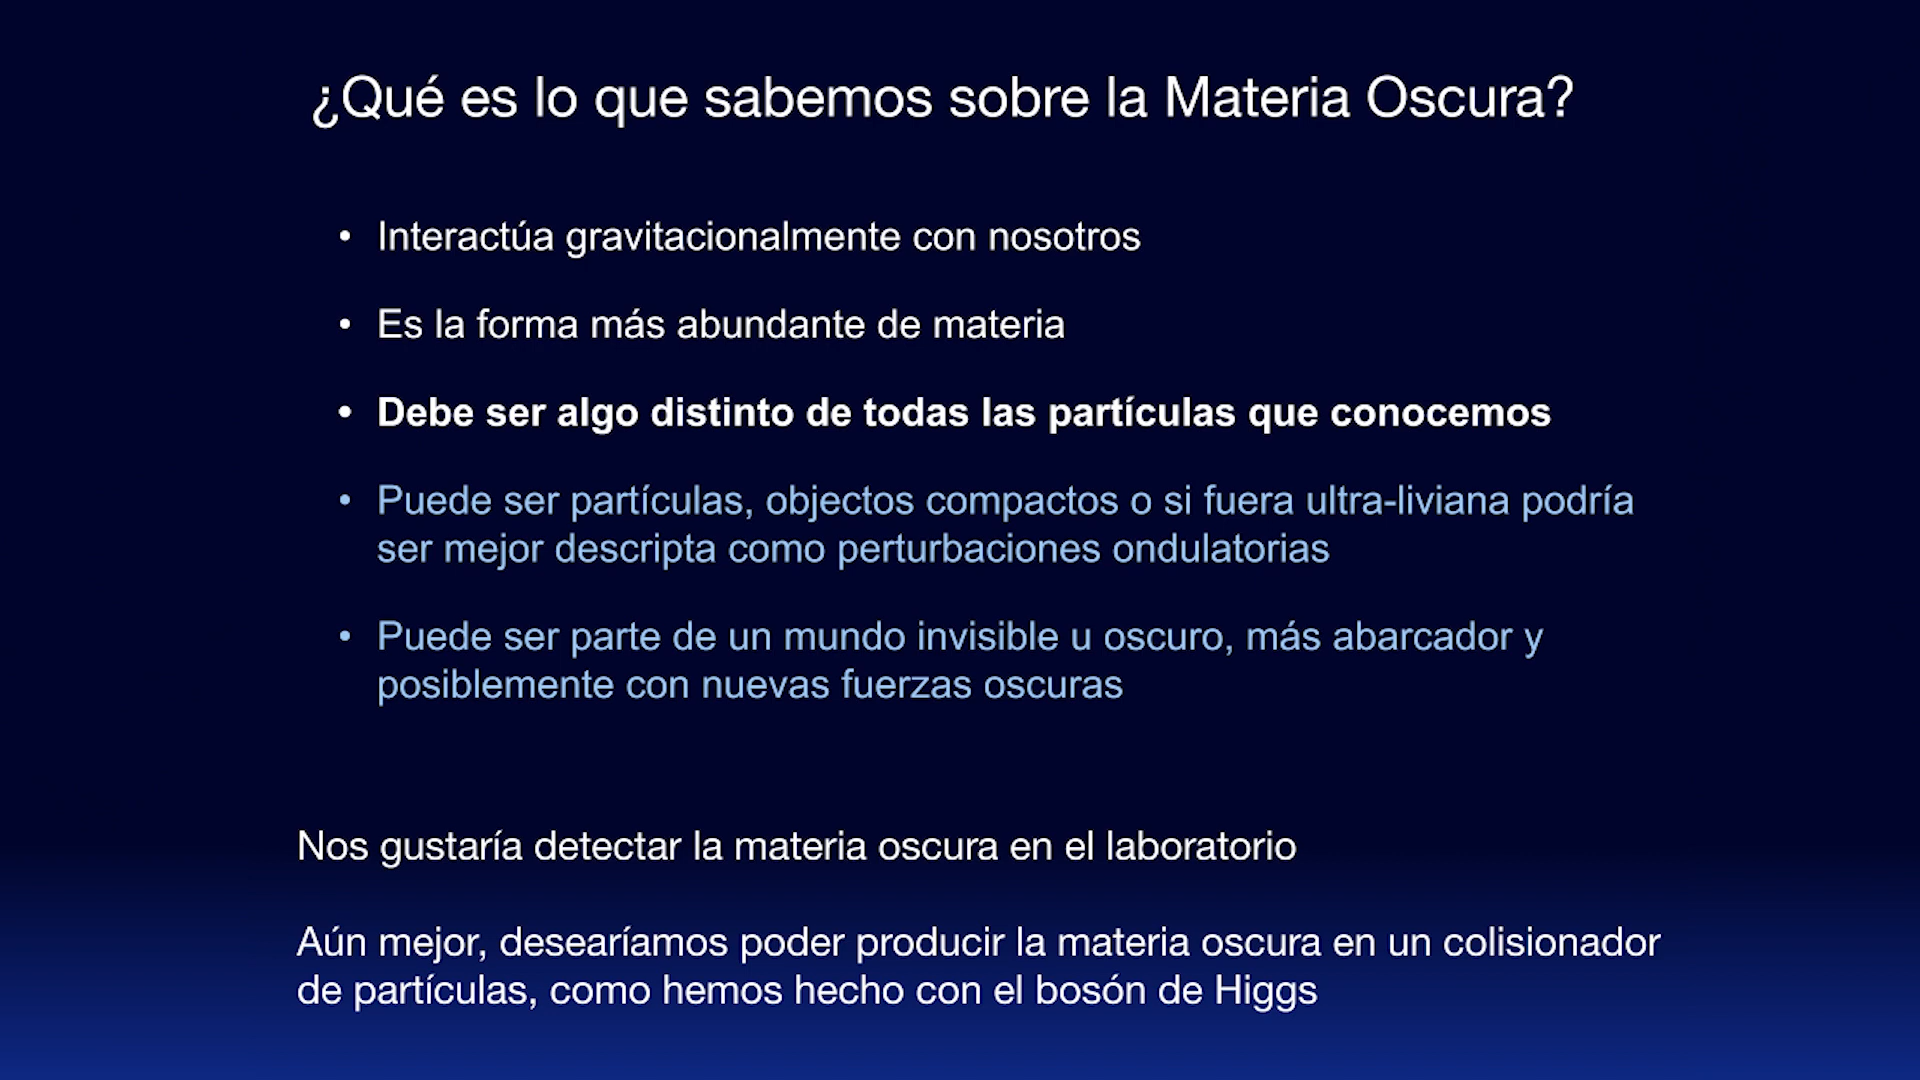 ¿Qué es lo que sabemos sobre la Materia Oscura?
• Interactúa gravitacionalmente con nosotros
• Es la forma más abundante de materia
• Debe ser algo distinto de todas las partículas que conocemos
• Puede ser partículas, objectos compactos o si fuera ultra-liviana podría
ser mejor descripta como perturbaciones ondulatorias
• Puede ser parte de un mundo invisible u oscuro, más abarcador y
posiblemente con nuevas fuerzas oscuras
Nos gustaría detectar la materia oscura en el laboratorio
Aún mejor, desearíamos poder producir la materia oscura en un colisionador
de partículas, como hemos hecho con el bosón de Higgs